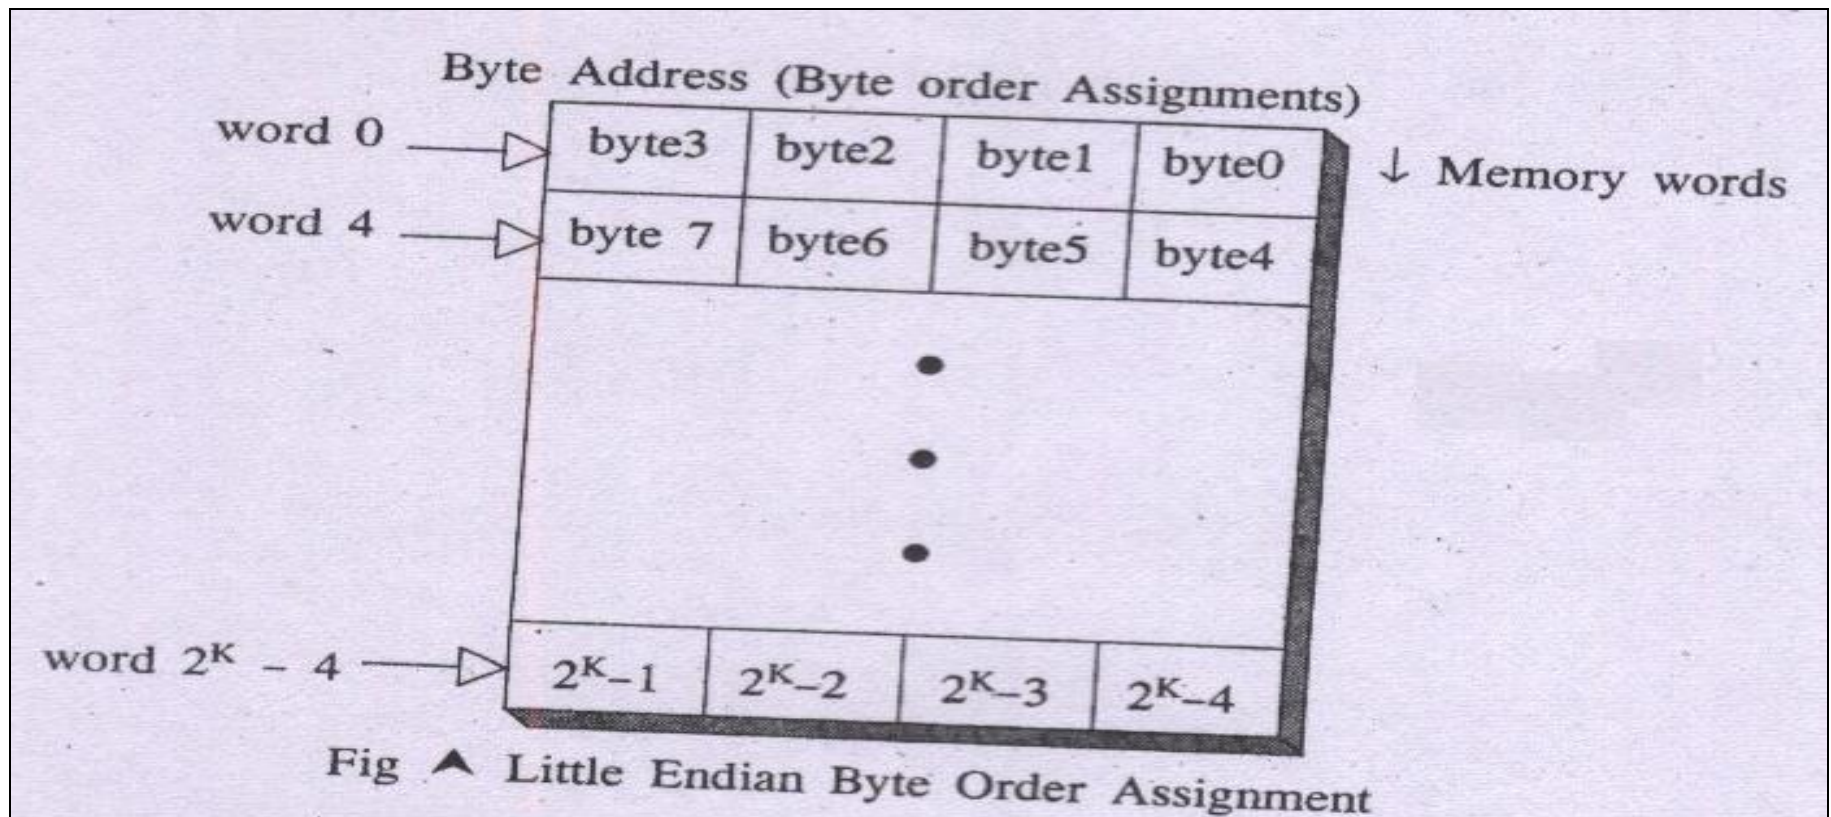 Byte Address (Byte order Assignments)
word 0 byte3 byte2 byte1 byte0 ↓ Memory words
word 4 byte 7 byte6 byte5 byte4
word 2ᴷ – 4 2ᴷ–1 2ᴷ–2 2ᴷ–3 2ᴷ–4
Fig ▲ Little Endian Byte Order Assignment